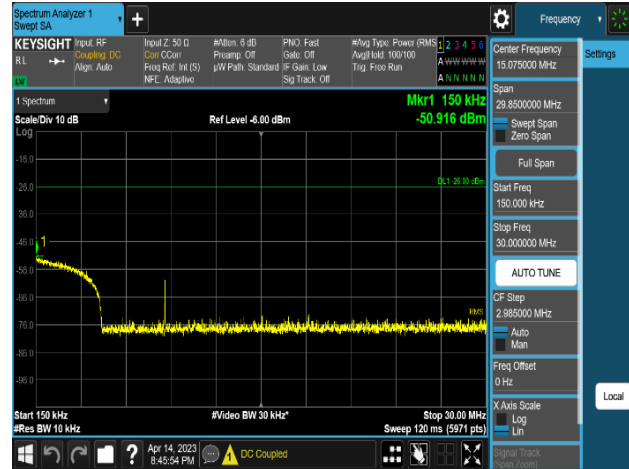 Spectrum Analyzer 1
Swept SA
Frequency
KEYSIGHT
RL
Input: RF
Coupling: DC
Align: Auto
Input Z: 50 Ω
Corr CCorr
Freq Ref: Int (S)
NFE: Adaptive
#Atten: 6 dB
Preamp: Off
µW Path: Standard
PNO: Fast
Gate: Off
IF Gain: Low
Sig Track: Off
#Avg Type: Power (RMS
Avg|Hold: 100/100
Trig: Free Run
1 2 3 4 5 6
A W W W W W
A N N N N N
LW
1 Spectrum
Scale/Div 10 dB
Log
Ref Level -6.00 dBm
Mkr1 150 kHz
-50.916 dBm
DL1 -26.00 dBm
-16.0
-26.0
-36.0
-46.0
-56.0
-66.0
-76.0
-86.0
-96.0
1
RMS
Start 150 kHz
#Res BW 10 kHz
#Video BW 30 kHz*
Stop 30.00 MHz
Sweep 120 ms (5971 pts)
Center Frequency
15.075000 MHz
Span
29.8500000 MHz
Swept Span
Zero Span
Full Span
Start Freq
150.000 kHz
Stop Freq
30.000000 MHz
AUTO TUNE
CF Step
2.985000 MHz
Auto
Man
Freq Offset
0 Hz
X Axis Scale
Log
Lin
Signal Track
(Span Zoom)
Settings
Local
?
Apr 14, 2023
8:45:54 PM
DC Coupled